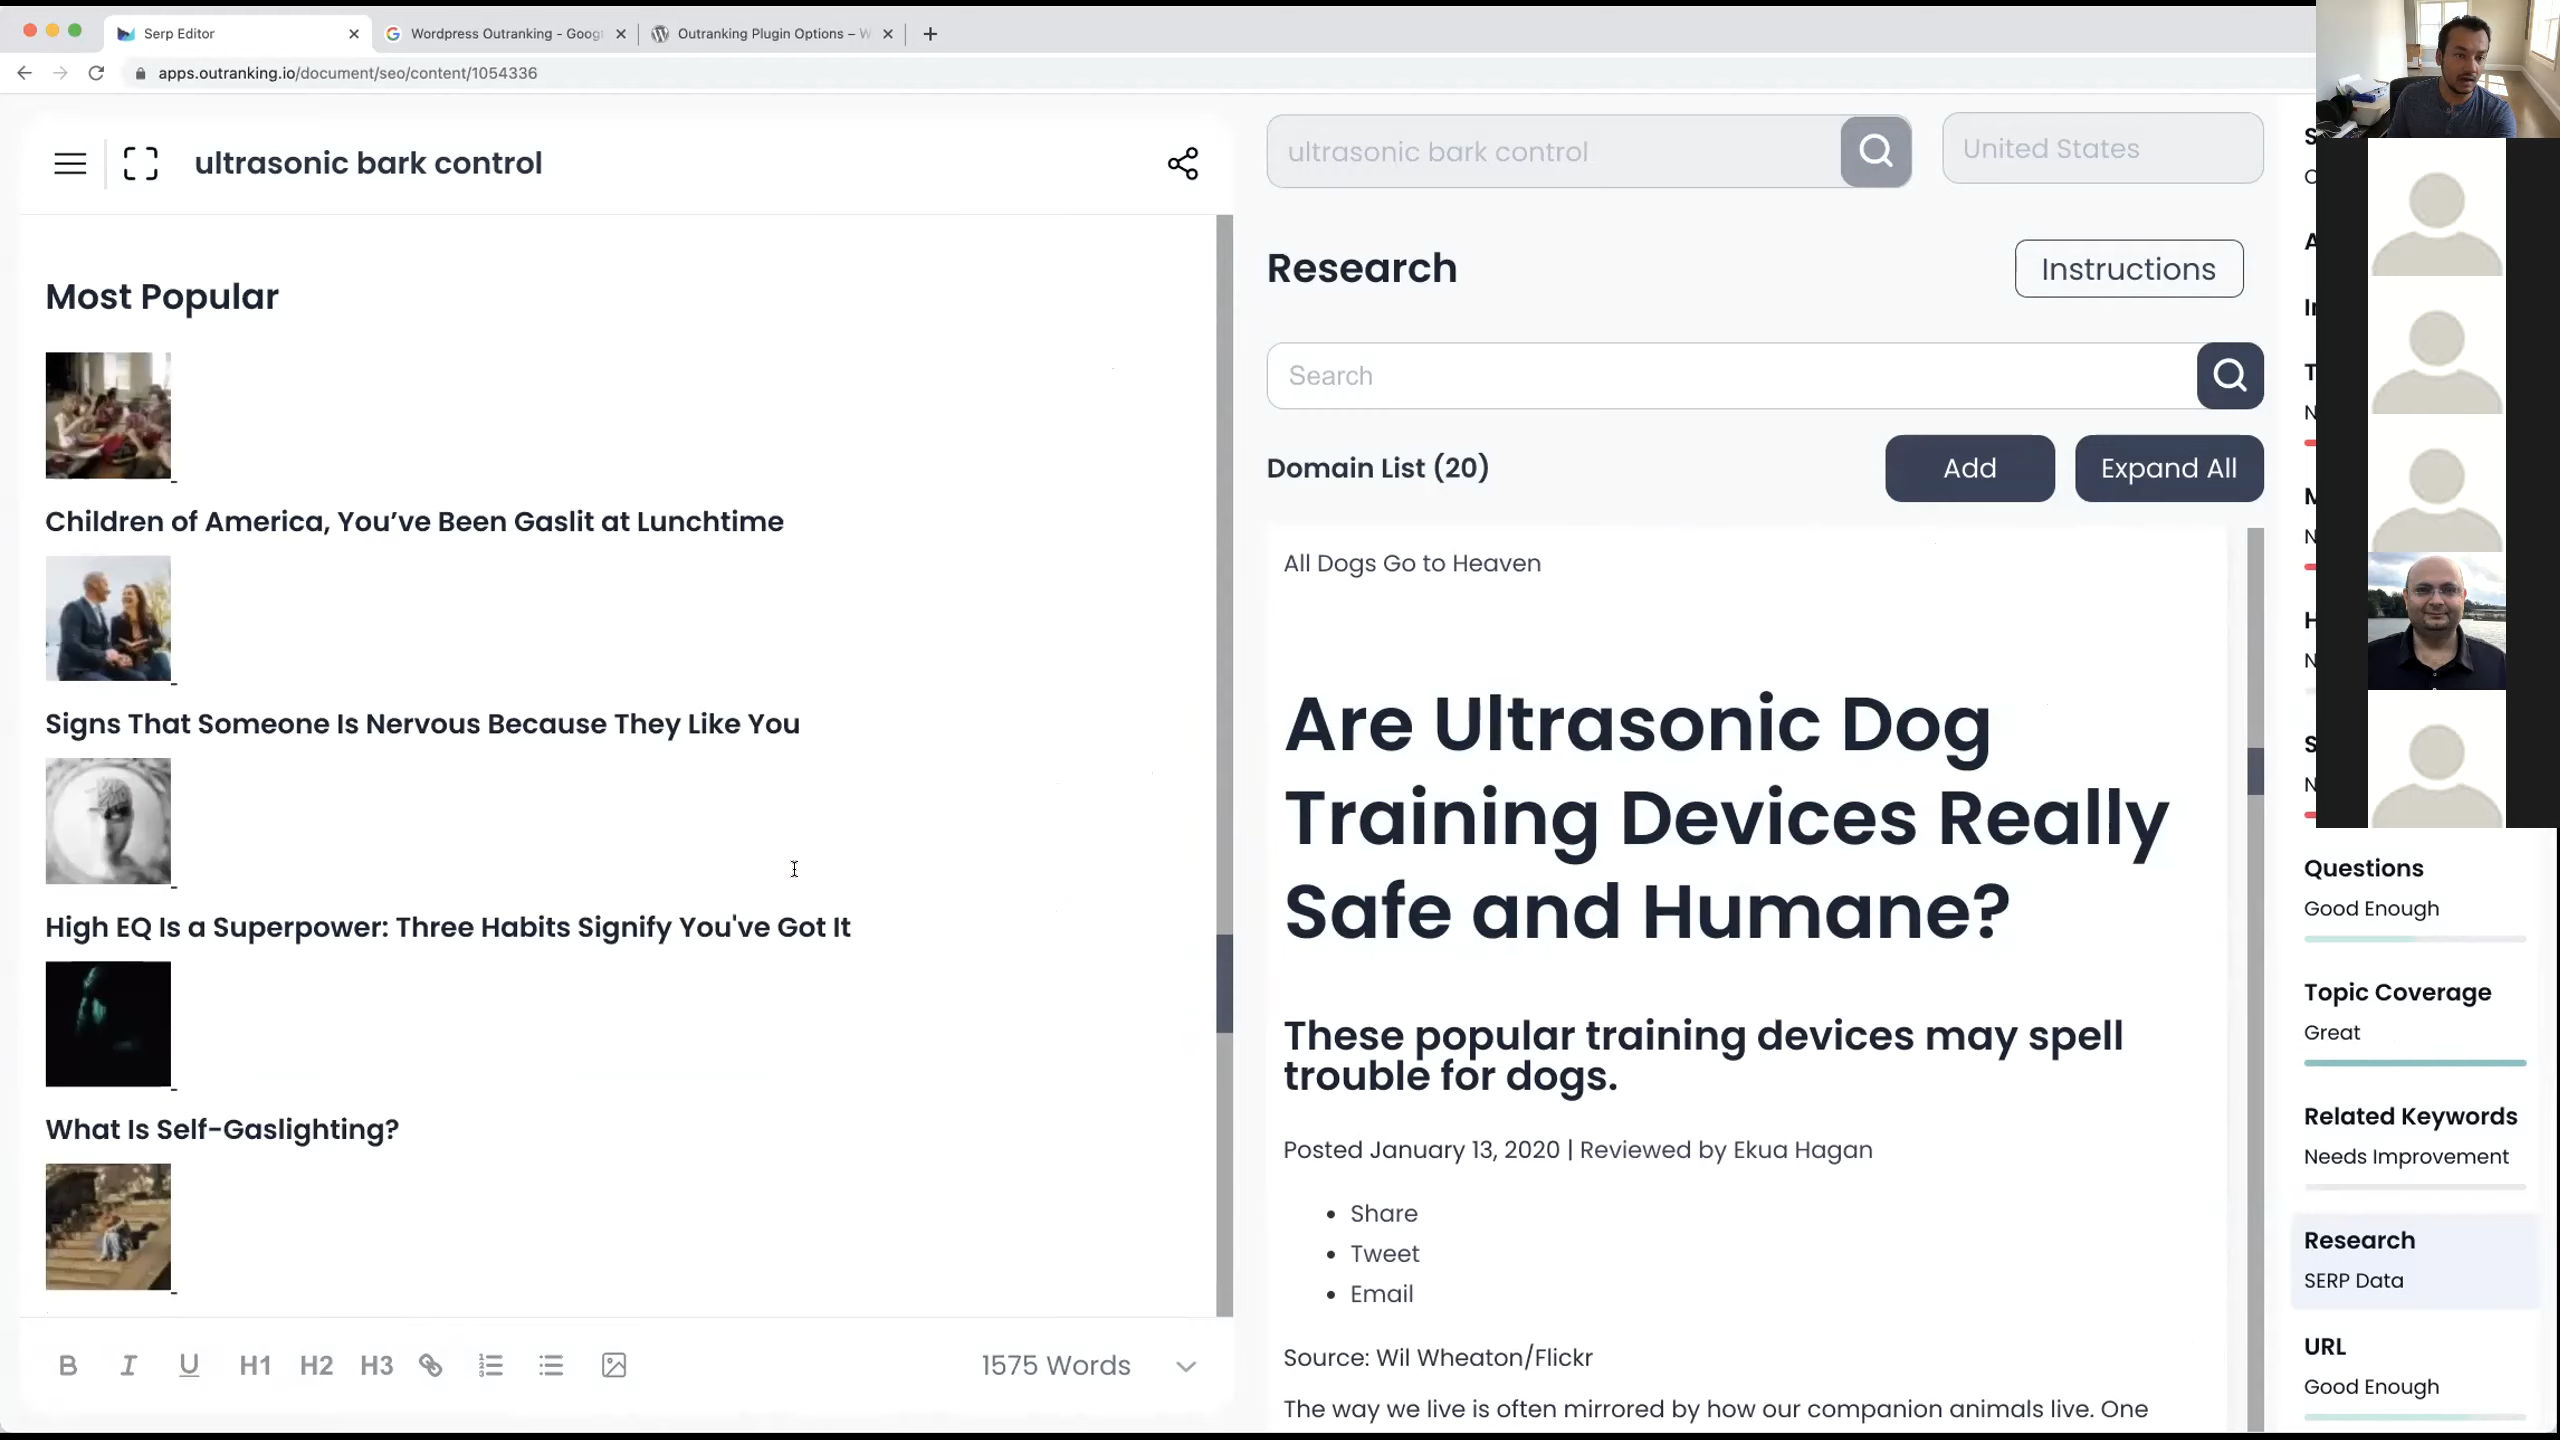 Serp Editor
Wordpress Outranking - Goog
Outranking Plugin Options – W
apps.outranking.io/document/seo/content/1054336
ultrasonic bark control
Most Popular
Children of America, You’ve Been Gaslit at Lunchtime
Signs That Someone Is Nervous Because They Like You
High EQ Is a Superpower: Three Habits Signify You've Got It
What Is Self-Gaslighting?
B I U H1 H2 H3
1575 Words
ultrasonic bark control
United States
Research
Instructions
Search
Domain List (20)
Add
Expand All
All Dogs Go to Heaven
Are Ultrasonic Dog
Training Devices Really
Safe and Humane?
These popular training devices may spell
trouble for dogs.
Posted January 13, 2020 | Reviewed by Ekua Hagan
• Share
• Tweet
• Email
Source: Wil Wheaton/Flickr
The way we live is often mirrored by how our companion animals live. One
Questions
Good Enough
Topic Coverage
Great
Related Keywords
Needs Improvement
Research
SERP Data
URL
Good Enough